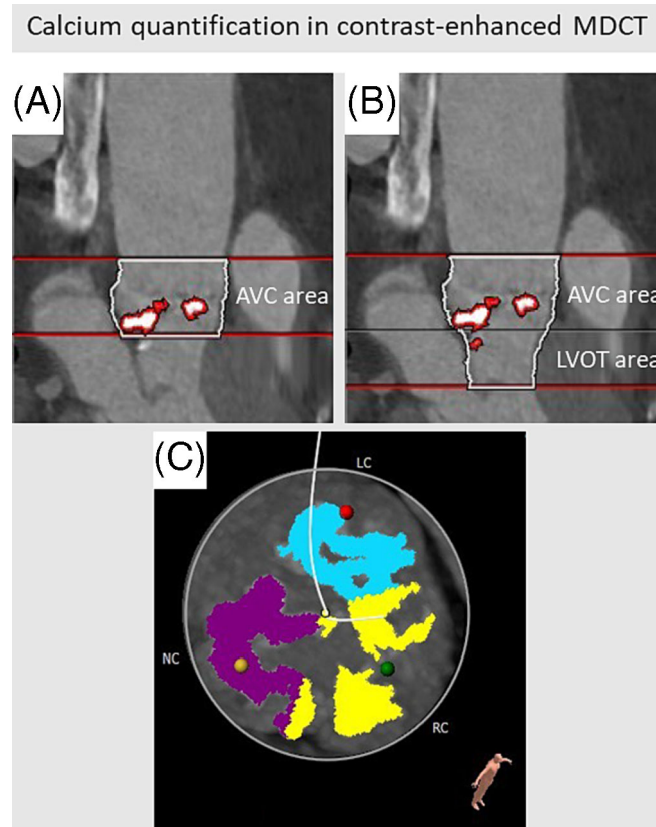 Calcium quantification in contrast-enhanced MDCT
(A)
(B)
AVC area
AVC area
LVOT area
(C)
LC
NC
RC